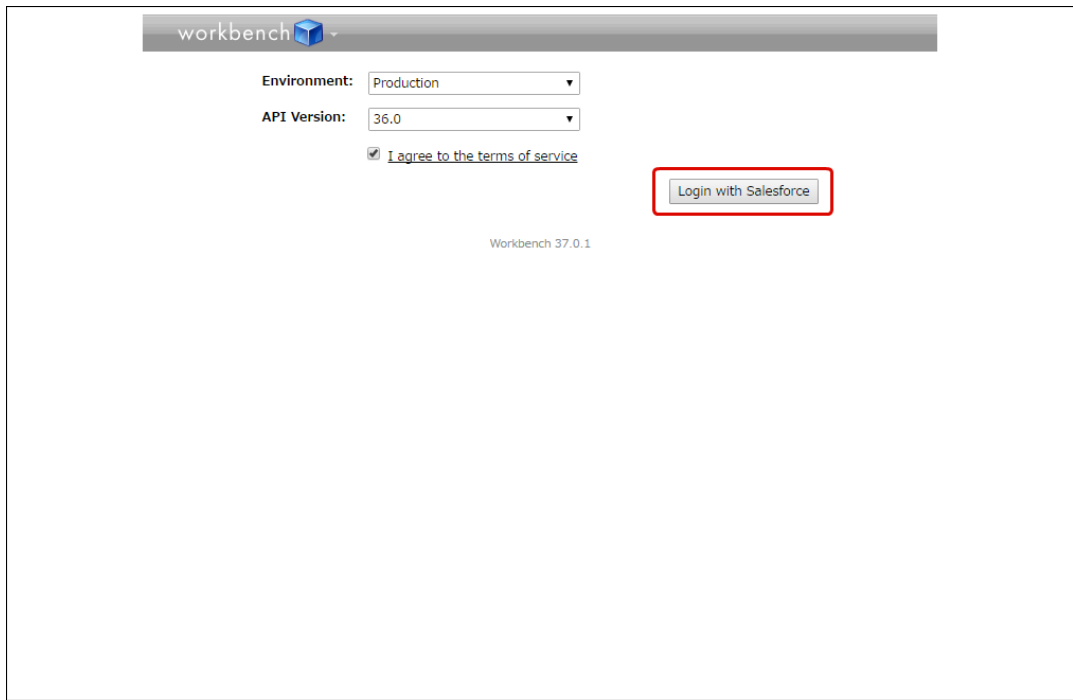 workbench
Environment: Production
API Version: 36.0
I agree to the terms of service
Login with Salesforce
Workbench 37.0.1